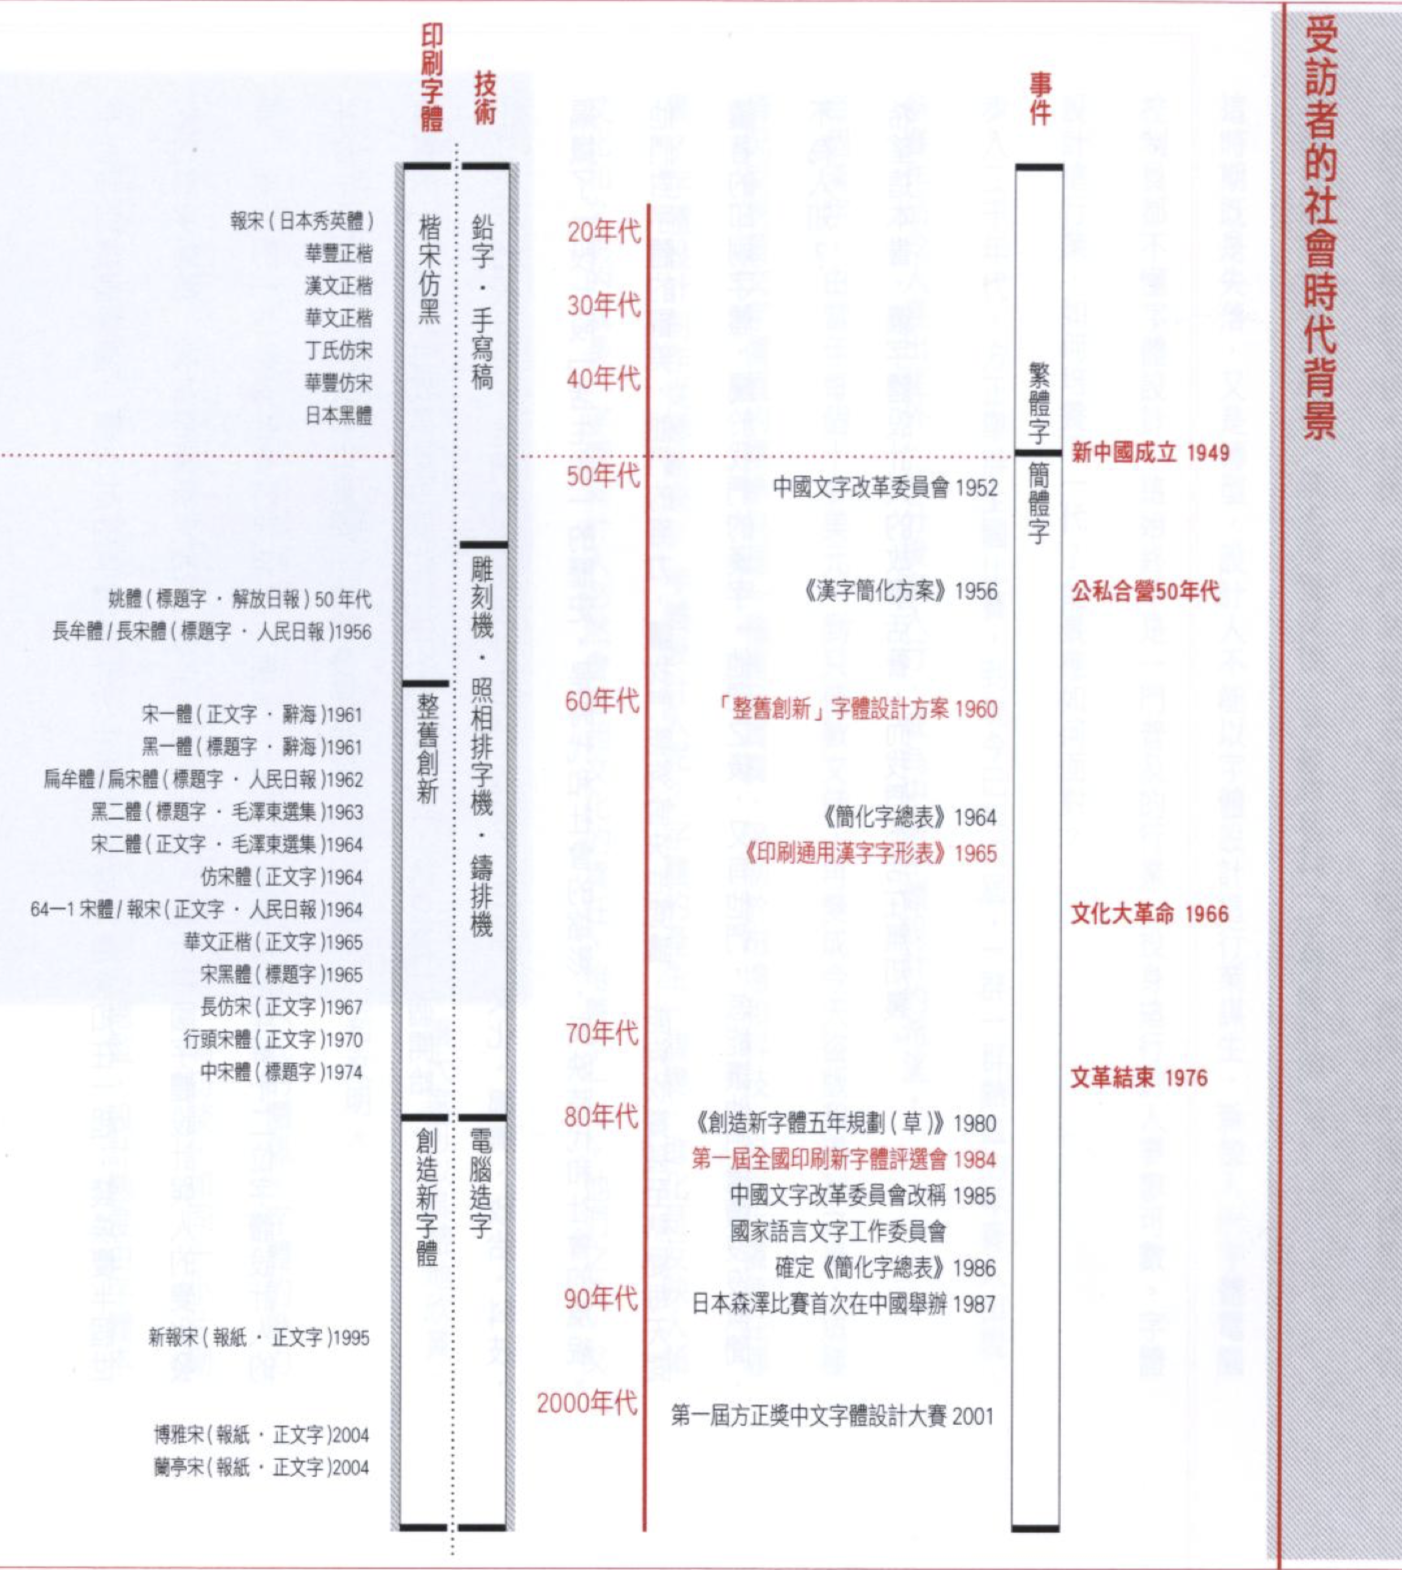 受訪者的社會時代背景
事件
繁體字
簡體字
新中國成立 1949
公私合營50年代
文化大革命 1966
文革結束 1976
中國文字改革委員會 1952
《漢字簡化方案》1956
「整舊創新」字體設計方案 1960
《簡化字總表》1964
《印刷通用漢字字形表》1965
《創造新字體五年規劃(草)》1980
第一屆全國印刷新字體評選會 1984
中國文字改革委員會改稱 1985
國家語言文字工作委員會
確定《簡化字總表》1986
日本森澤比賽首次在中國舉辦 1987
第一屆方正獎中文字體設計大賽 2001
20年代
30年代
40年代
50年代
60年代
70年代
80年代
90年代
2000年代
技術
鉛字・手寫稿
雕刻機・照相排字機・鑄排機
電腦造字
印刷字體
楷宋仿黑
整舊創新
創造新字體
報宋(日本秀英體)
華豐正楷
漢文正楷
華文正楷
丁氏仿宋
華豐仿宋
日本黑體
姚體(標題字・解放日報)50年代
長牟體/長宋體(標題字・人民日報)1956
宋一體(正文字・辭海)1961
黑一體(標題字・辭海)1961
扁牟體/扁宋體(標題字・人民日報)1962
黑二體(標題字・毛澤東選集)1963
宋二體(正文字・毛澤東選集)1964
仿宋體(正文字)1964
64—1宋體/報宋(正文字・人民日報)1964
華文正楷(正文字)1965
宋黑體(標題字)1965
長仿宋(正文字)1967
行頭宋體(正文字)1970
中宋體(標題字)1974
新報宋(報紙・正文字)1995
博雅宋(報紙・正文字)2004
蘭亭宋(報紙・正文字)2004